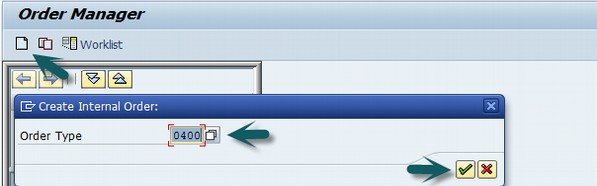 Order Manager
Worklist
Create Internal Order:
Order Type 0400